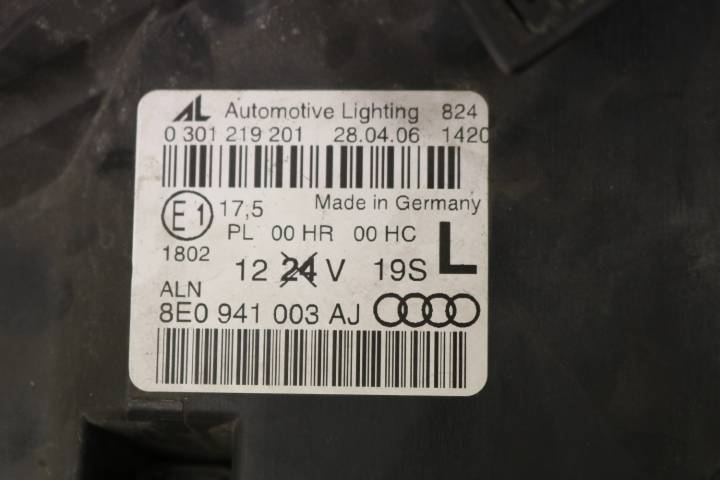 AL Automotive Lighting 824
0 301 219 201 28.04.06 1420
E1 17,5 Made in Germany
PL 00 HR 00 HC
1802
12 24 V 19S L
ALN
8E0 941 003 AJ